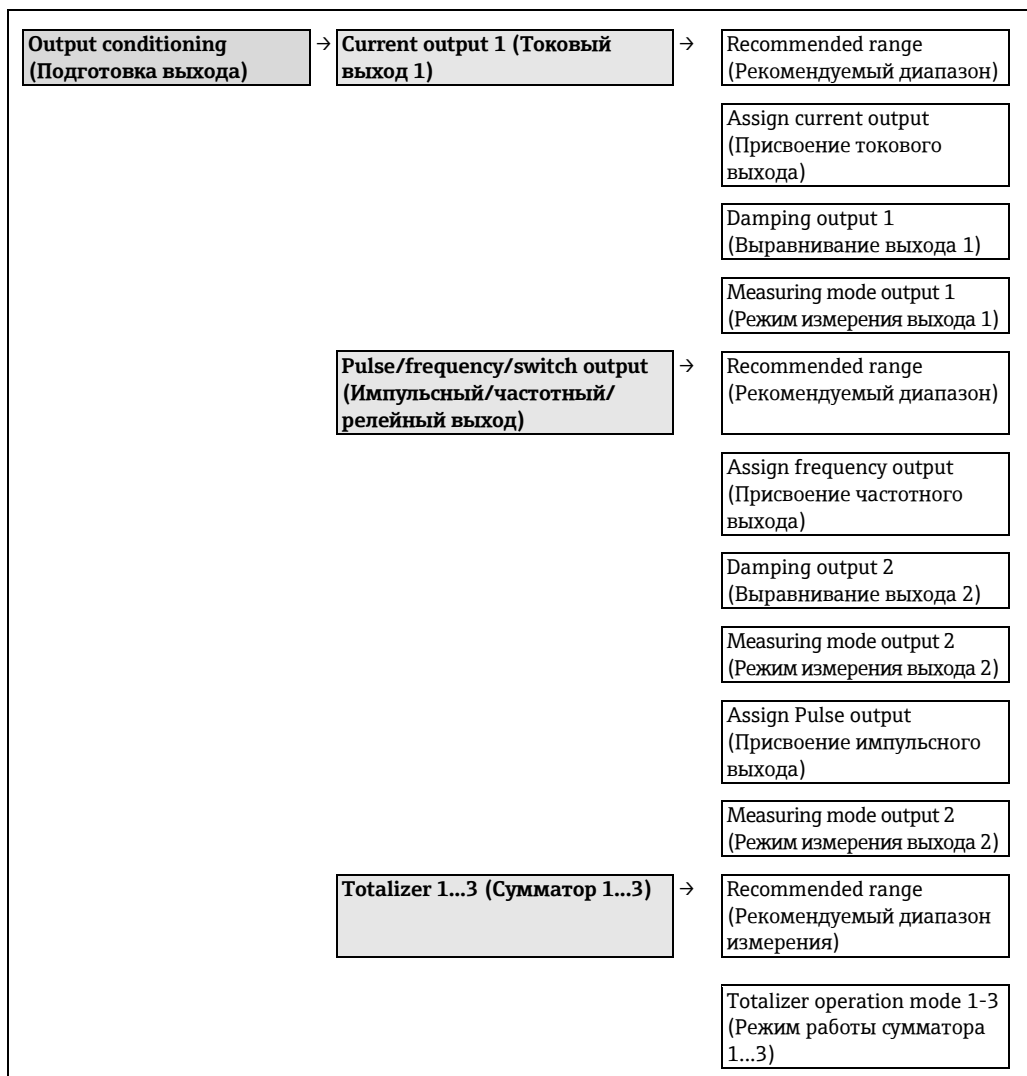 Output conditioning
(Подготовка выхода)
→
Current output 1 (Токовый
выход 1)
→
Recommended range
(Рекомендуемый диапазон)
Assign current output
(Присвоение токового
выхода)
Damping output 1
(Выравнивание выхода 1)
Measuring mode output 1
(Режим измерения выхода 1)
Pulse/frequency/switch output
(Импульсный/частотный/
релейный выход)
→
Recommended range
(Рекомендуемый диапазон)
Assign frequency output
(Присвоение частотного
выхода)
Damping output 2
(Выравнивание выхода 2)
Measuring mode output 2
(Режим измерения выхода 2)
Assign Pulse output
(Присвоение импульсного
выхода)
Measuring mode output 2
(Режим измерения выхода 2)
Totalizer 1...3 (Сумматор 1...3)
→
Recommended range
(Рекомендуемый диапазон
измерения)
Totalizer operation mode 1-3
(Режим работы сумматора
1...3)